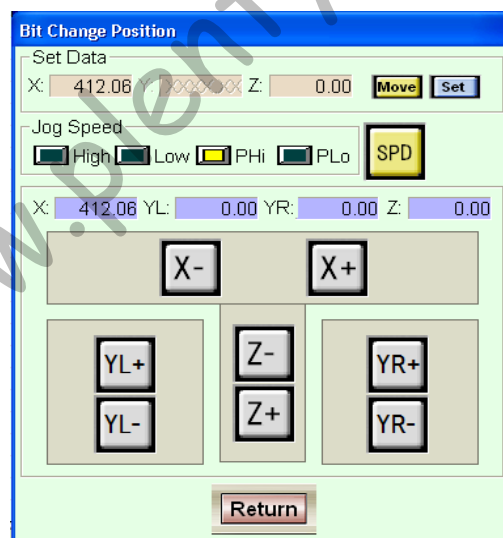 Bit Change Position
Set Data
X: 412.06 Y: Z: 0.00 Move Set
Jog Speed
High Low PHi PLo SPD
X: 412.06 YL: 0.00 YR: 0.00 Z: 0.00
X- X+
YL+ Z- YR+
YL- Z+ YR-
Return
w.plenty